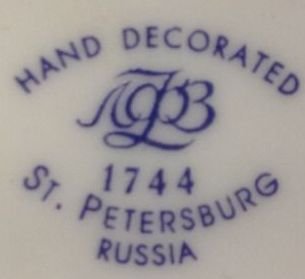 HAND DECORATED
ЛФЗ
1744
ST. PETERSBURG
RUSSIA